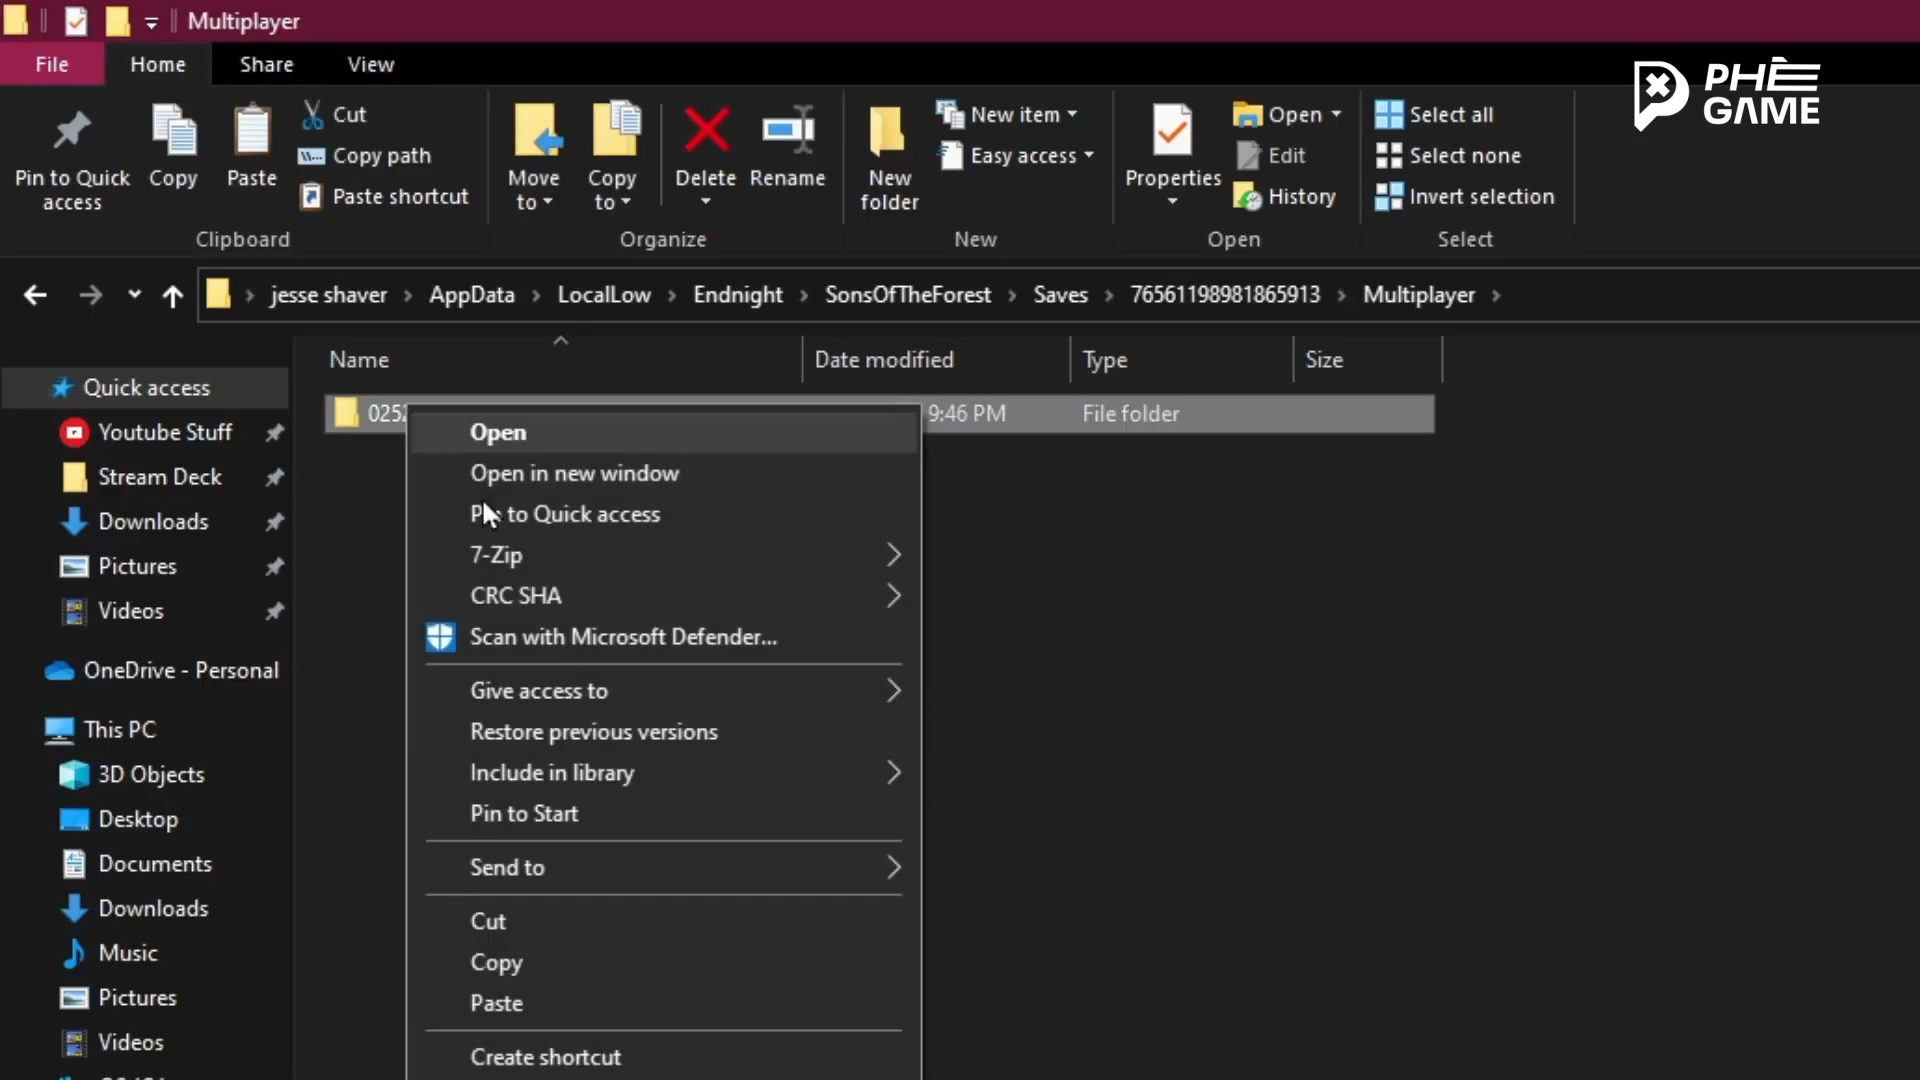 Multiplayer
File Home Share View
PHÊ
GAME
Pin to Quick
access
Copy
Paste
Cut
Copy path
Paste shortcut
Clipboard
Move
to
Copy
to
Delete
Rename
Organize
New
folder
New item
Easy access
New
Properties
Open
Edit
History
Open
Select all
Select none
Invert selection
Select
jesse shaver > AppData > LocalLow > Endnight > SonsOfTheForest > Saves > 76561198981865913 > Multiplayer >
Name Date modified Type Size
9:46 PM File folder
Quick access
Youtube Stuff
Stream Deck
Downloads
Pictures
Videos
OneDrive - Personal
This PC
3D Objects
Desktop
Documents
Downloads
Music
Pictures
Videos
Open
Open in new window
Pin to Quick access
7-Zip
CRC SHA
Scan with Microsoft Defender...
Give access to
Restore previous versions
Include in library
Pin to Start
Send to
Cut
Copy
Paste
Create shortcut